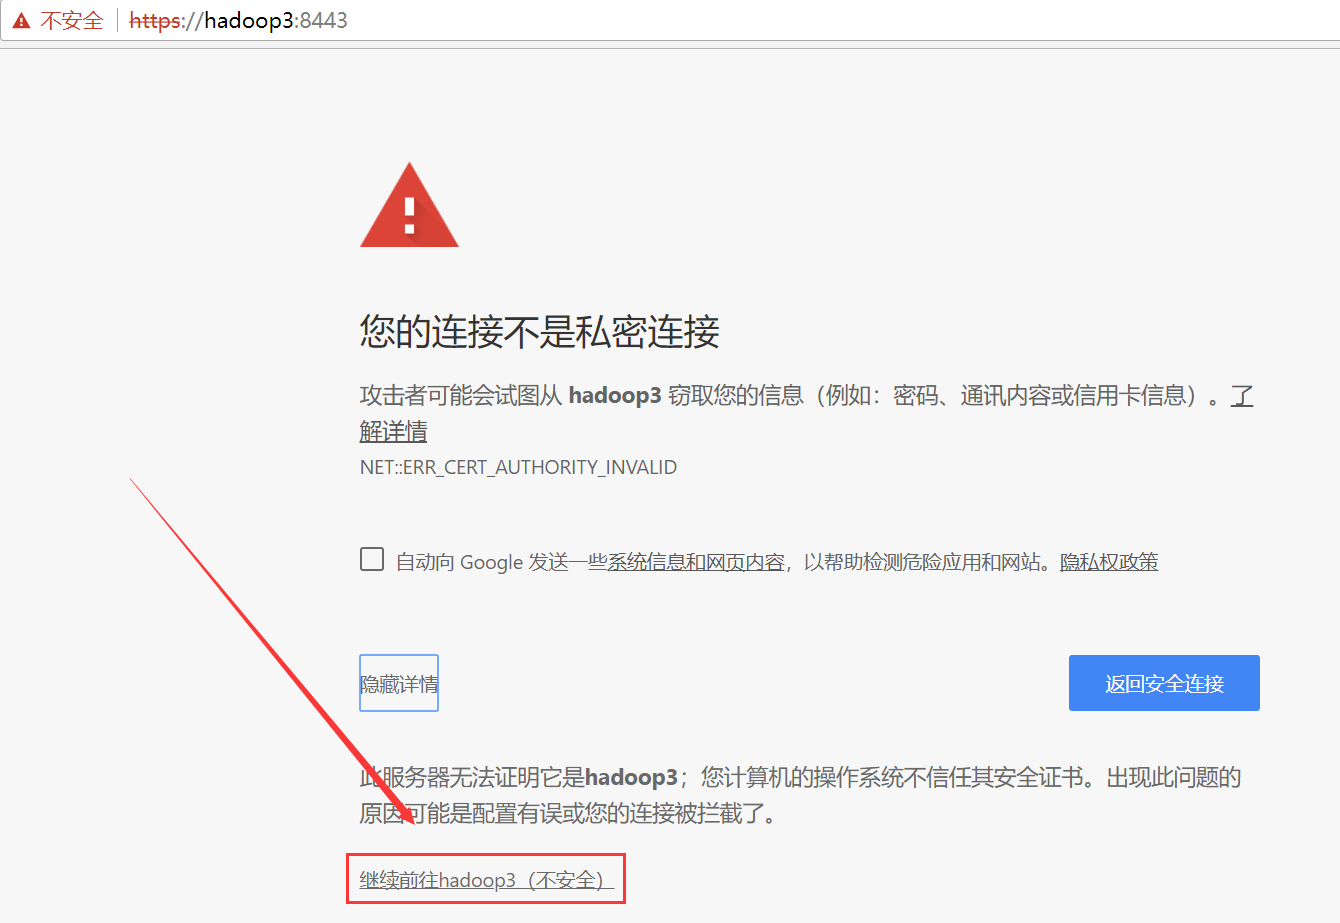 不安全 https://hadoop3:8443
您的连接不是私密连接
攻击者可能会试图从 hadoop3 窃取您的信息（例如：密码、通讯内容或信用卡信息）。了
解详情
NET::ERR_CERT_AUTHORITY_INVALID
自动向 Google 发送一些系统信息和网页内容，以帮助检测危险应用和网站。隐私权政策
隐藏详情
返回安全连接
此服务器无法证明它是hadoop3；您计算机的操作系统不信任其安全证书。出现此问题的
原因可能是配置有误或您的连接被拦截了。
继续前往hadoop3（不安全）